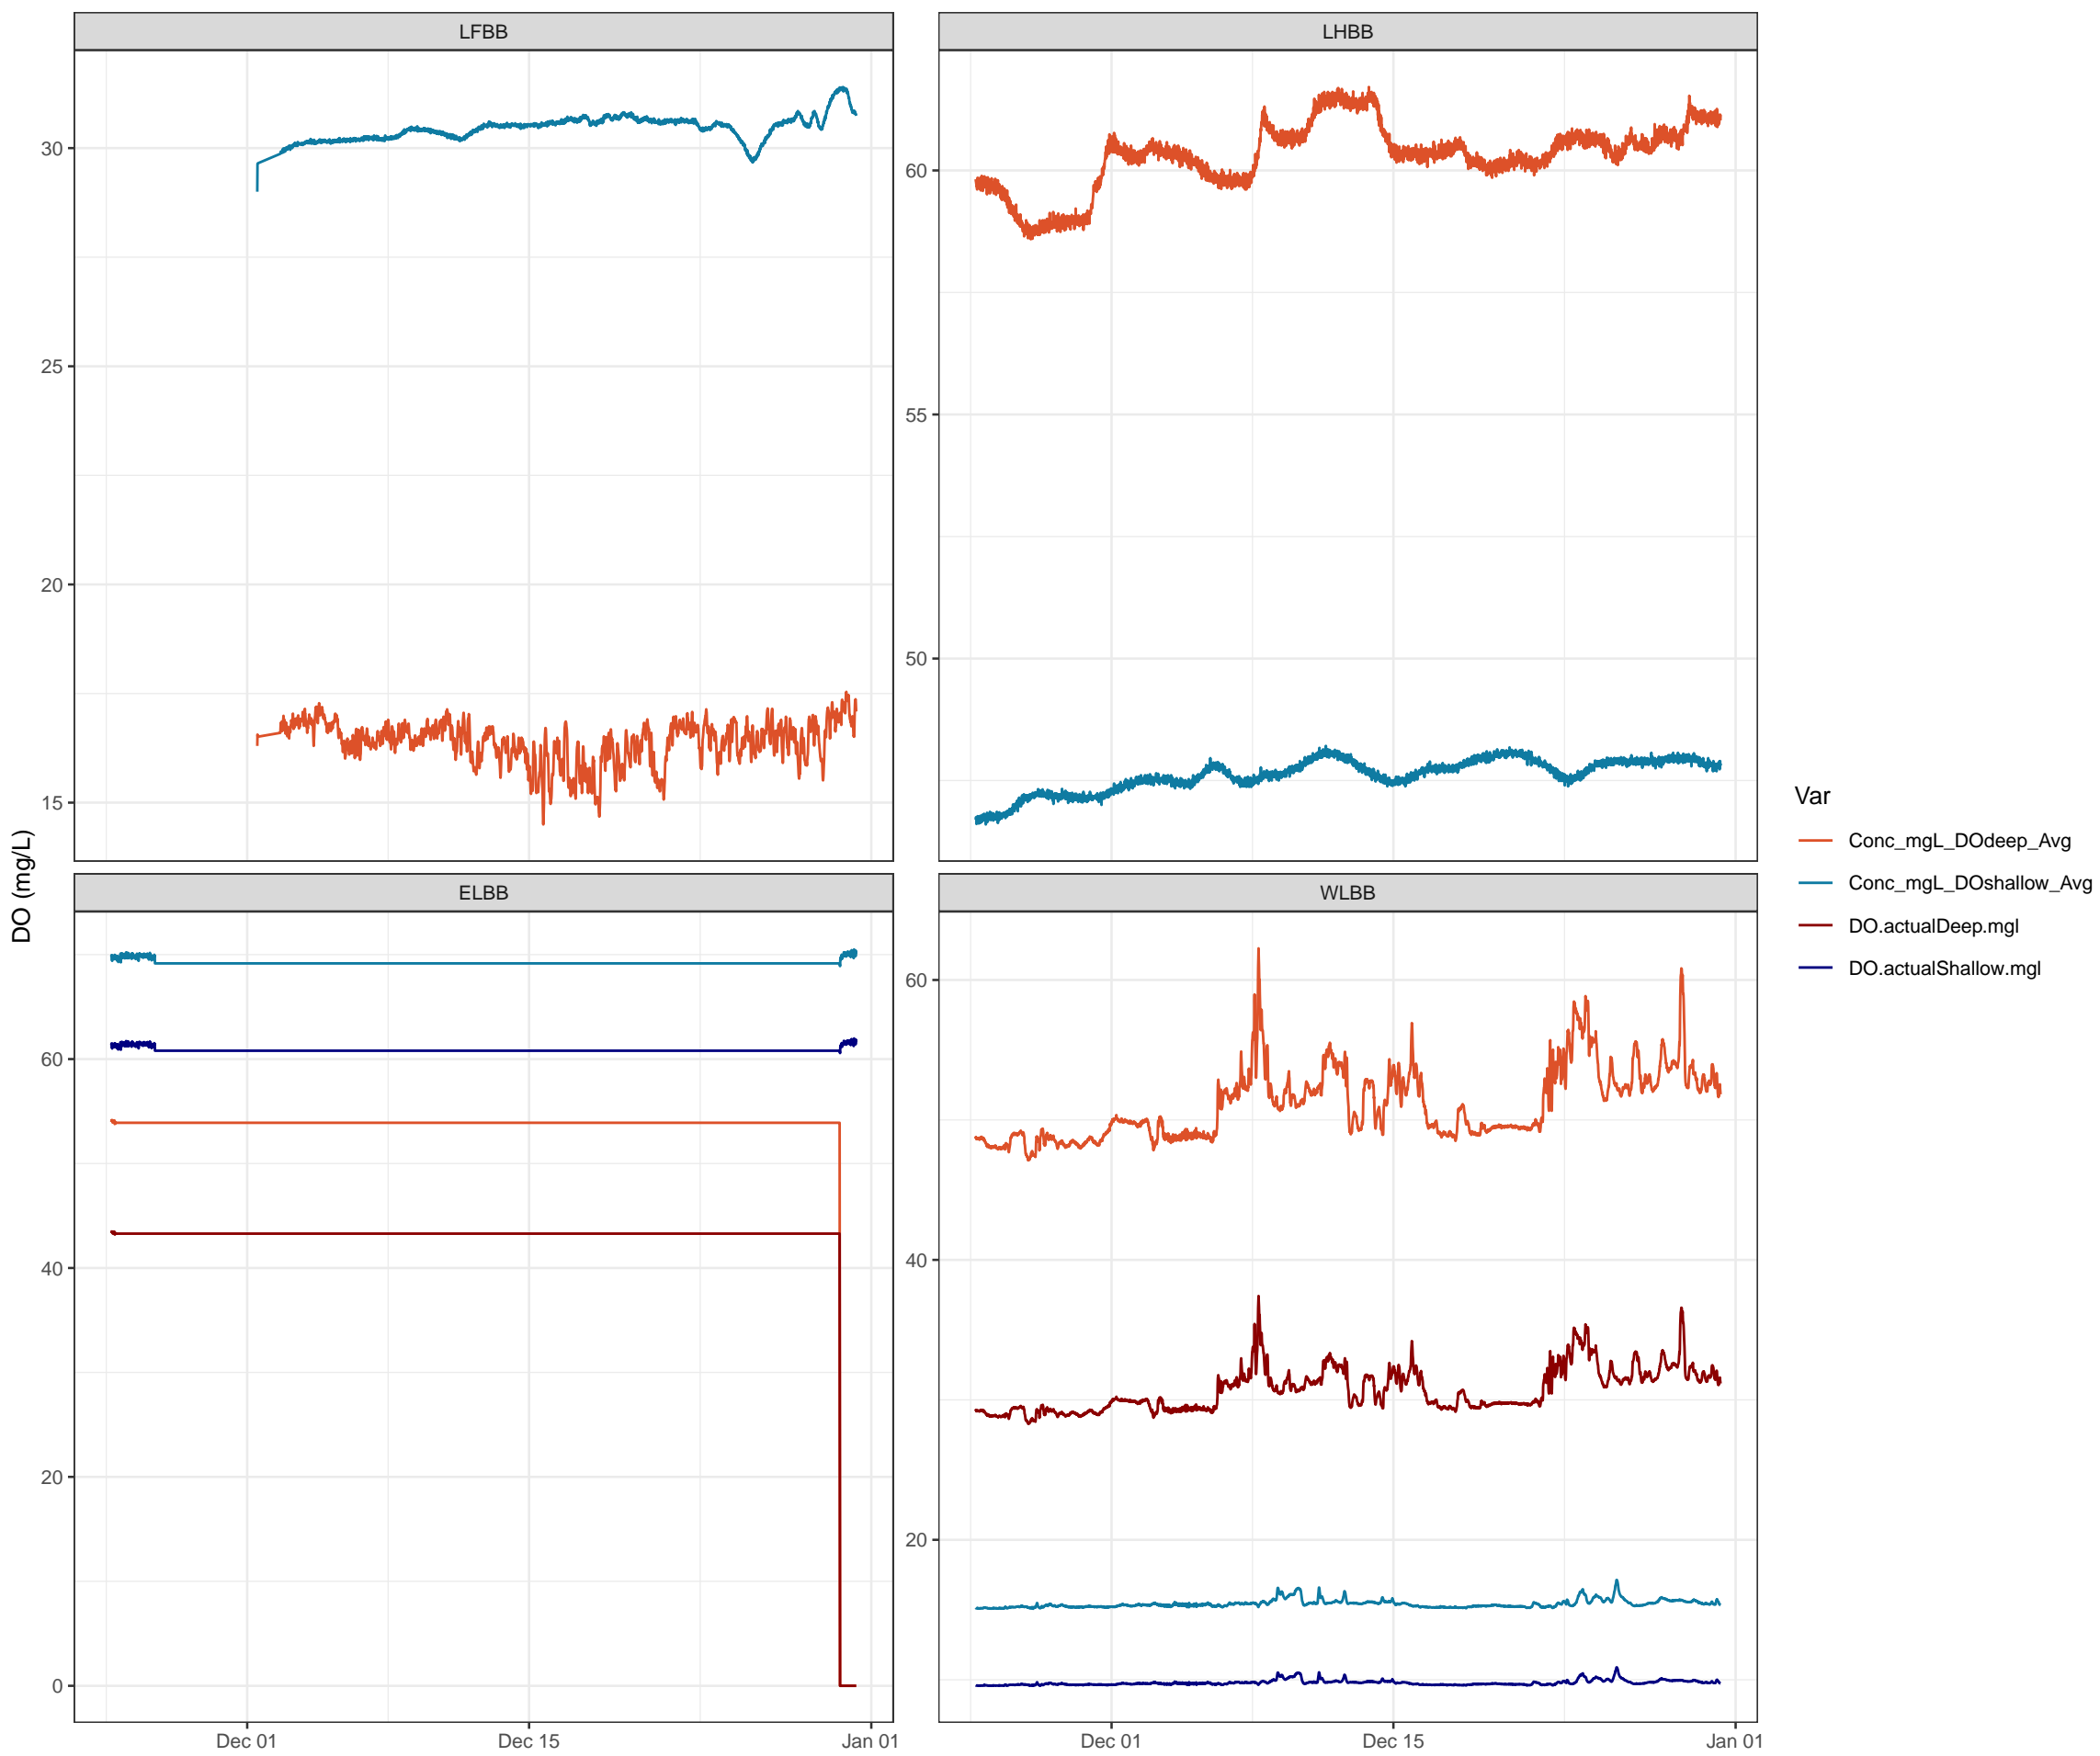 LFBB
LHBB
30
25
20
15
60
55
50
DO (mg/L)
ELBB
WLBB
60
40
20
0
60
40
20
Dec 01
Dec 15
Jan 01
Dec 01
Dec 15
Jan 01
Var
Conc_mgL_DOdeep_Avg
Conc_mgL_DOshallow_Avg
DO.actualDeep.mgl
DO.actualShallow.mgl